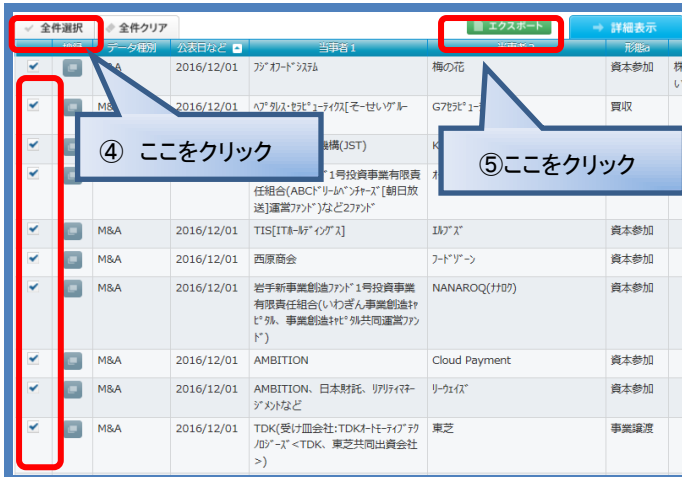 全件選択 全件クリア エクスポート 詳細表示
データ種別 公表日など 当事者1 形態
2016/12/01 ﾌｼﾞｵﾌｰﾄﾞｼｽﾃﾑ 梅の花 資本参加
2016/12/01 ﾍﾌﾟﾀﾚｽ･ｾﾗﾋﾟｭｰﾃｨｸｽ[そーせいｸﾞﾙｰ 買収
④ ここをクリック
⑤ここをクリック
機構(JST)
1号投資事業有限責
任組合(ABCﾄﾞﾘｰﾑﾍﾞﾝﾁｬｰｽﾞ[朝日放
送]運営ﾌｧﾝﾄﾞ)など2ﾌｧﾝﾄﾞ
M&A 2016/12/01 TIS[ITﾎｰﾙﾃﾞｨﾝｸﾞｽ] ｴﾙﾌﾞｽﾞ 資本参加
M&A 2016/12/01 西原商会 ﾌｰﾄﾞｿﾞｰﾝ 資本参加
M&A 2016/12/01 岩手新事業創造ﾌｧﾝﾄﾞ1号投資事業 NANAROQ(ﾅﾅﾛｸ) 資本参加
有限責任組合(いわぎん事業創造ｷｬ
ﾋﾟﾀﾙ、事業創造ｷｬﾋﾟﾀﾙ共同運営ﾌｧﾝ
ﾄﾞ)
M&A 2016/12/01 AMBITION Cloud Payment 資本参加
M&A 2016/12/01 AMBITION、日本財託、ﾘｱﾘﾃｨﾏﾈｰ ﾘｰｳｪｲｽﾞ 資本参加
ｼﾞﾒﾝﾄなど
M&A 2016/12/01 TDK(受け皿会社:TDKｵｰﾄﾓｰﾃｨﾌﾞﾃｸ 東芝 事業譲渡
ﾉﾛｼﾞｰｽﾞ<TDK、東芝共同出資会社
>)